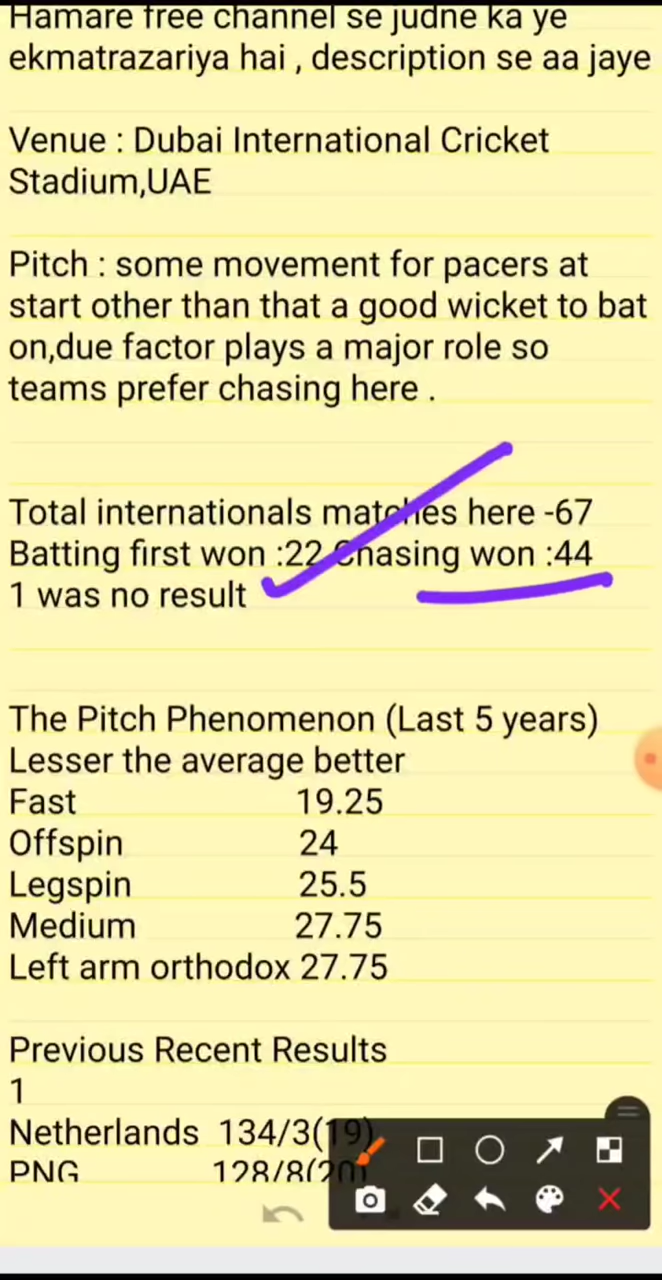 Hamare free channel se judne ka ye
ekmatrazariya hai , description se aa jaye
Venue : Dubai International Cricket
Stadium,UAE
Pitch : some movement for pacers at
start other than that a good wicket to bat
on,due factor plays a major role so
teams prefer chasing here .
Total internationals matches here -67
Batting first won :22 Chasing won :44
1 was no result
The Pitch Phenomenon (Last 5 years)
Lesser the average better
Fast 19.25
Offspin 24
Legspin 25.5
Medium 27.75
Left arm orthodox 27.75
Previous Recent Results
1
Netherlands 134/3(19)
PNG 128/8(20)